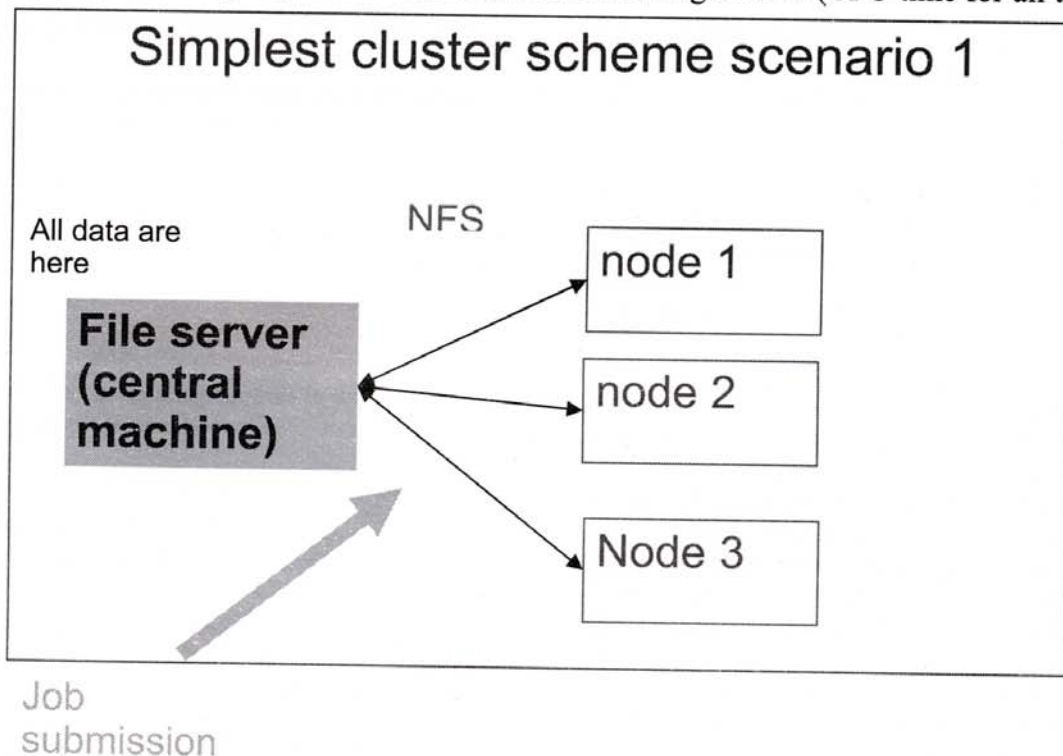 Simplest cluster scheme scenario 1
NFS
All data are
here
node 1
File server
(central
machine)
node 2
Node 3
Job
submission